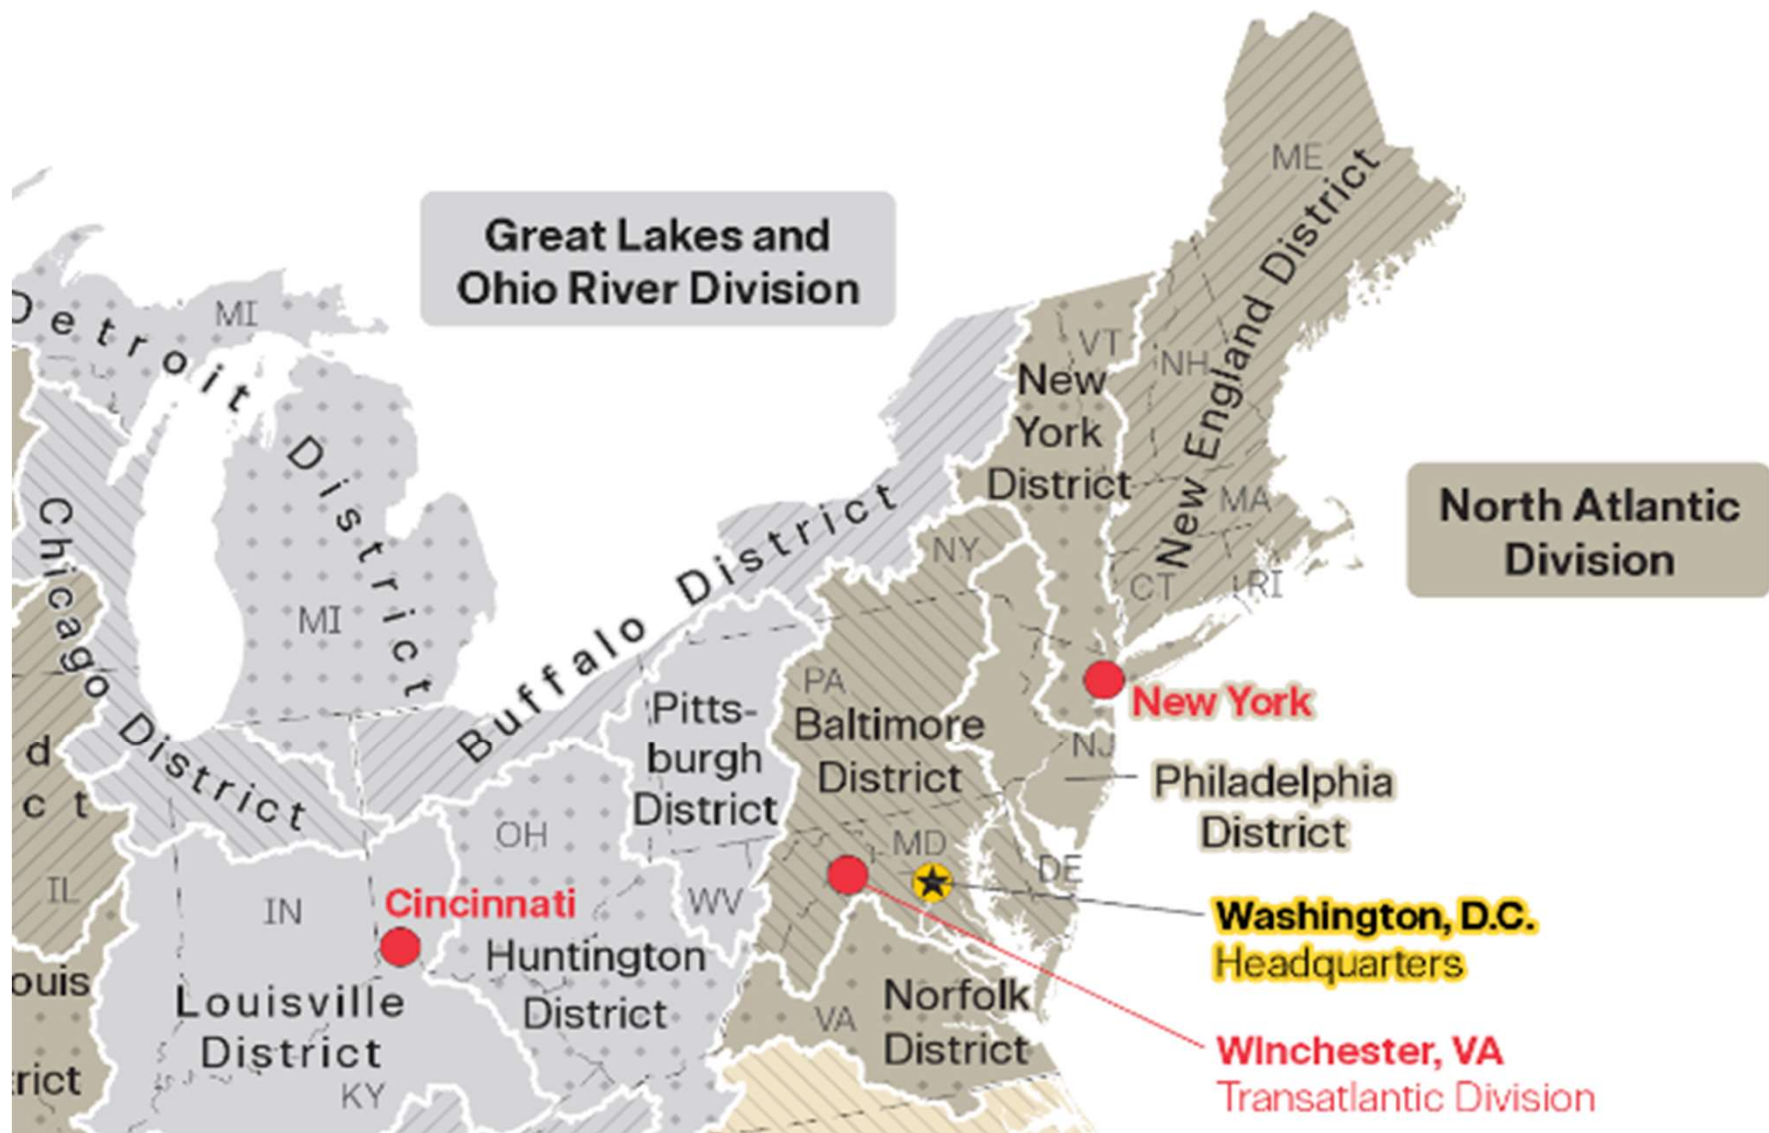 ME
Great Lakes and
Ohio River Division
MI
Detroit District
VT
NH
New
York
District
New England District
MA
North Atlantic
Division
Chicago District
Buffalo District
NY
CT
RI
MI
PA
Pitts-
burgh
District
Baltimore
District
New York
NJ
Philadelphia
District
d
c t
OH
MD
DE
IL
IN
Cincinnati
WV
Washington, D.C.
Headquarters
Huntington
District
ouis
Louisville
District
Norfolk
District
VA
WInchester, VA
Transatlantic Division
rict
KY